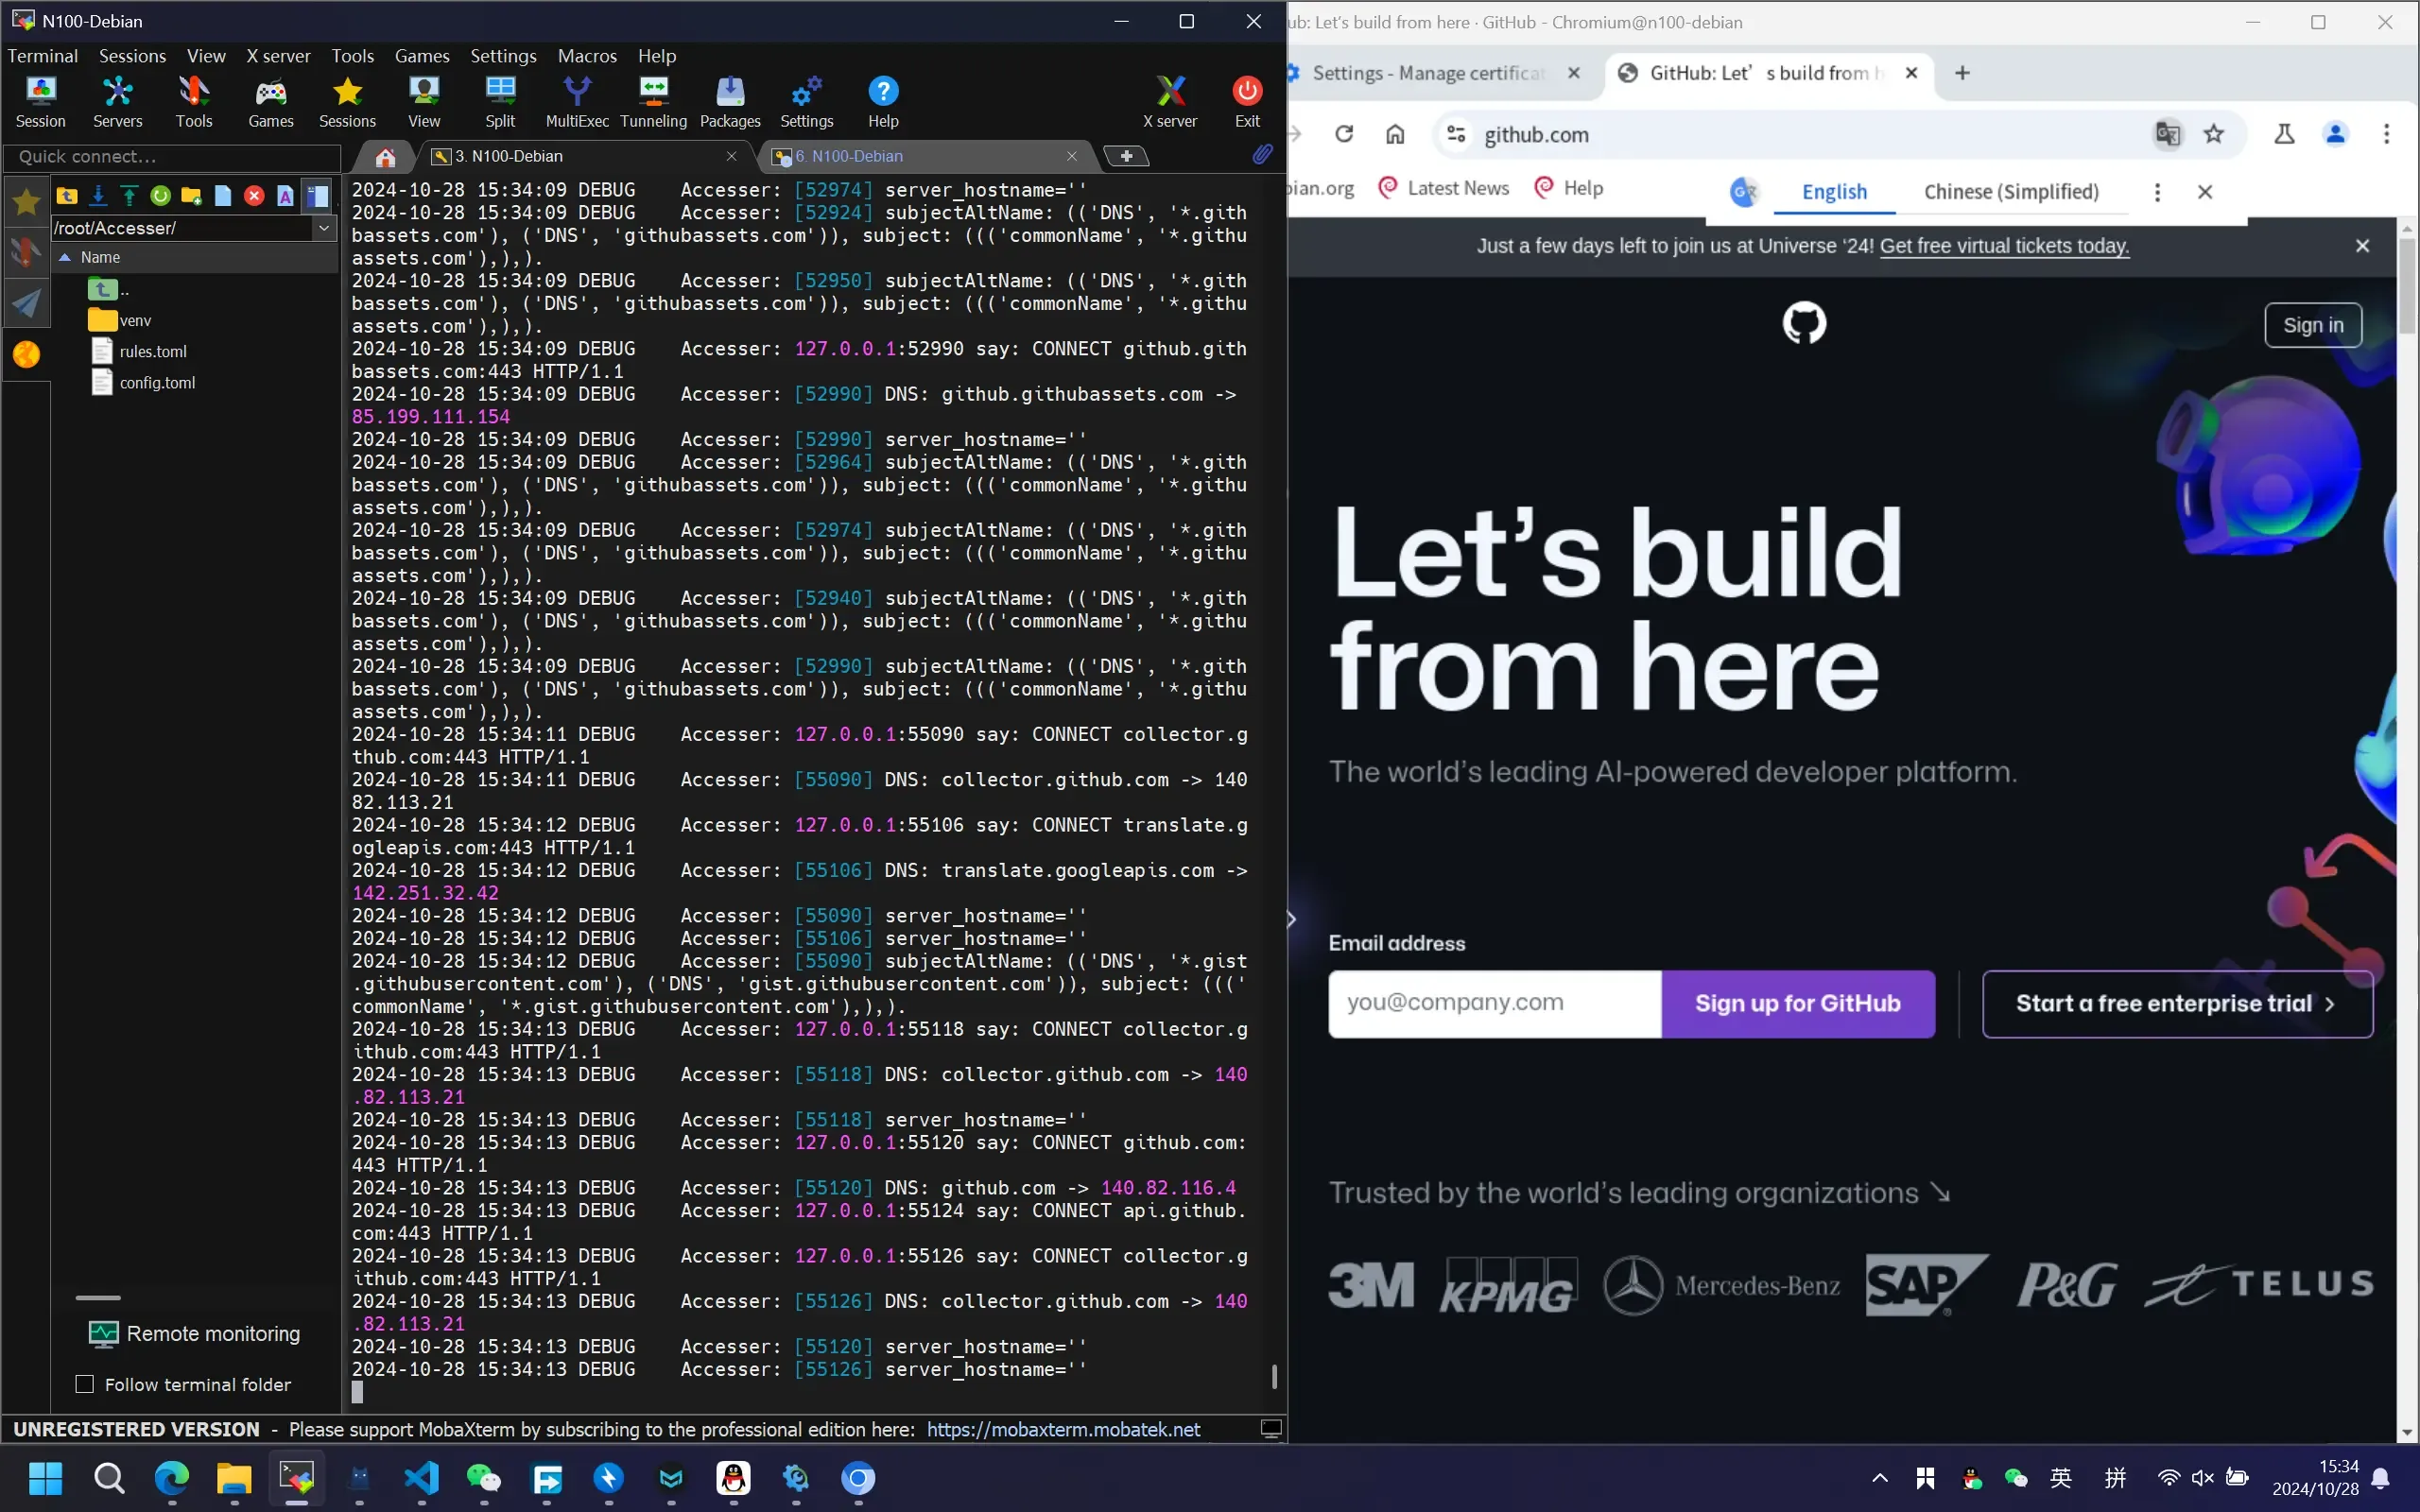 N100-Debian
Terminal Sessions View X server Tools Games Settings Macros Help
Session Servers Tools Games Sessions View Split MultiExec Tunneling Packages Settings Help X server Exit
Quick connect...
3. N100-Debian
6. N100-Debian
/root/Accesser/
Name
..
venv
rules.toml
config.toml
Remote monitoring
Follow terminal folder
2024-10-28 15:34:09 DEBUG    Accesser: [52974] server_hostname=''
2024-10-28 15:34:09 DEBUG    Accesser: [52924] subjectAltName: (('DNS', '*.gith
bassets.com'), ('DNS', 'githubassets.com')), subject: ((('commonName', '*.githu
assets.com'),),).
2024-10-28 15:34:09 DEBUG    Accesser: [52950] subjectAltName: (('DNS', '*.gith
bassets.com'), ('DNS', 'githubassets.com')), subject: ((('commonName', '*.githu
assets.com'),),).
2024-10-28 15:34:09 DEBUG    Accesser: 127.0.0.1:52990 say: CONNECT github.gith
bassets.com:443 HTTP/1.1
2024-10-28 15:34:09 DEBUG    Accesser: [52990] DNS: github.githubassets.com ->
85.199.111.154
2024-10-28 15:34:09 DEBUG    Accesser: [52990] server_hostname=''
2024-10-28 15:34:09 DEBUG    Accesser: [52964] subjectAltName: (('DNS', '*.gith
bassets.com'), ('DNS', 'githubassets.com')), subject: ((('commonName', '*.githu
assets.com'),),).
2024-10-28 15:34:09 DEBUG    Accesser: [52974] subjectAltName: (('DNS', '*.gith
bassets.com'), ('DNS', 'githubassets.com')), subject: ((('commonName', '*.githu
assets.com'),),).
2024-10-28 15:34:09 DEBUG    Accesser: [52940] subjectAltName: (('DNS', '*.gith
bassets.com'), ('DNS', 'githubassets.com')), subject: ((('commonName', '*.githu
assets.com'),),).
2024-10-28 15:34:09 DEBUG    Accesser: [52990] subjectAltName: (('DNS', '*.gith
bassets.com'), ('DNS', 'githubassets.com')), subject: ((('commonName', '*.githu
assets.com'),),).
2024-10-28 15:34:11 DEBUG    Accesser: 127.0.0.1:55090 say: CONNECT collector.g
thub.com:443 HTTP/1.1
2024-10-28 15:34:11 DEBUG    Accesser: [55090] DNS: collector.github.com -> 140
82.113.21
2024-10-28 15:34:12 DEBUG    Accesser: 127.0.0.1:55106 say: CONNECT translate.g
ogleapis.com:443 HTTP/1.1
2024-10-28 15:34:12 DEBUG    Accesser: [55106] DNS: translate.googleapis.com ->
142.251.32.42
2024-10-28 15:34:12 DEBUG    Accesser: [55090] server_hostname=''
2024-10-28 15:34:12 DEBUG    Accesser: [55106] server_hostname=''
2024-10-28 15:34:12 DEBUG    Accesser: [55090] subjectAltName: (('DNS', '*.gist
.githubusercontent.com'), ('DNS', 'gist.githubusercontent.com')), subject: ((('
commonName', '*.gist.githubusercontent.com'),),).
2024-10-28 15:34:13 DEBUG    Accesser: 127.0.0.1:55118 say: CONNECT collector.g
ithub.com:443 HTTP/1.1
2024-10-28 15:34:13 DEBUG    Accesser: [55118] DNS: collector.github.com -> 140
.82.113.21
2024-10-28 15:34:13 DEBUG    Accesser: [55118] server_hostname=''
2024-10-28 15:34:13 DEBUG    Accesser: 127.0.0.1:55120 say: CONNECT github.com:
443 HTTP/1.1
2024-10-28 15:34:13 DEBUG    Accesser: [55120] DNS: github.com -> 140.82.116.4
2024-10-28 15:34:13 DEBUG    Accesser: 127.0.0.1:55124 say: CONNECT api.github.
com:443 HTTP/1.1
2024-10-28 15:34:13 DEBUG    Accesser: 127.0.0.1:55126 say: CONNECT collector.g
ithub.com:443 HTTP/1.1
2024-10-28 15:34:13 DEBUG    Accesser: [55126] DNS: collector.github.com -> 140
.82.113.21
2024-10-28 15:34:13 DEBUG    Accesser: [55120] server_hostname=''
2024-10-28 15:34:13 DEBUG    Accesser: [55126] server_hostname=''
UNREGISTERED VERSION - Please support MobaXterm by subscribing to the professional edition here: https://mobaxterm.mobatek.net
ub: Let's build from here · GitHub - Chromium@n100-debian
Settings - Manage certificat
GitHub: Let’s build from h
github.com
bian.org Latest News Help
English Chinese (Simplified)
Just a few days left to join us at Universe ‘24! Get free virtual tickets today.
Sign in
Let’s build
from here
The world’s leading AI-powered developer platform.
Email address
you@company.com
Sign up for GitHub
Start a free enterprise trial
Trusted by the world’s leading organizations
3M KPMG Mercedes-Benz SAP P&G TELUS
英 拼
15:34
2024/10/28